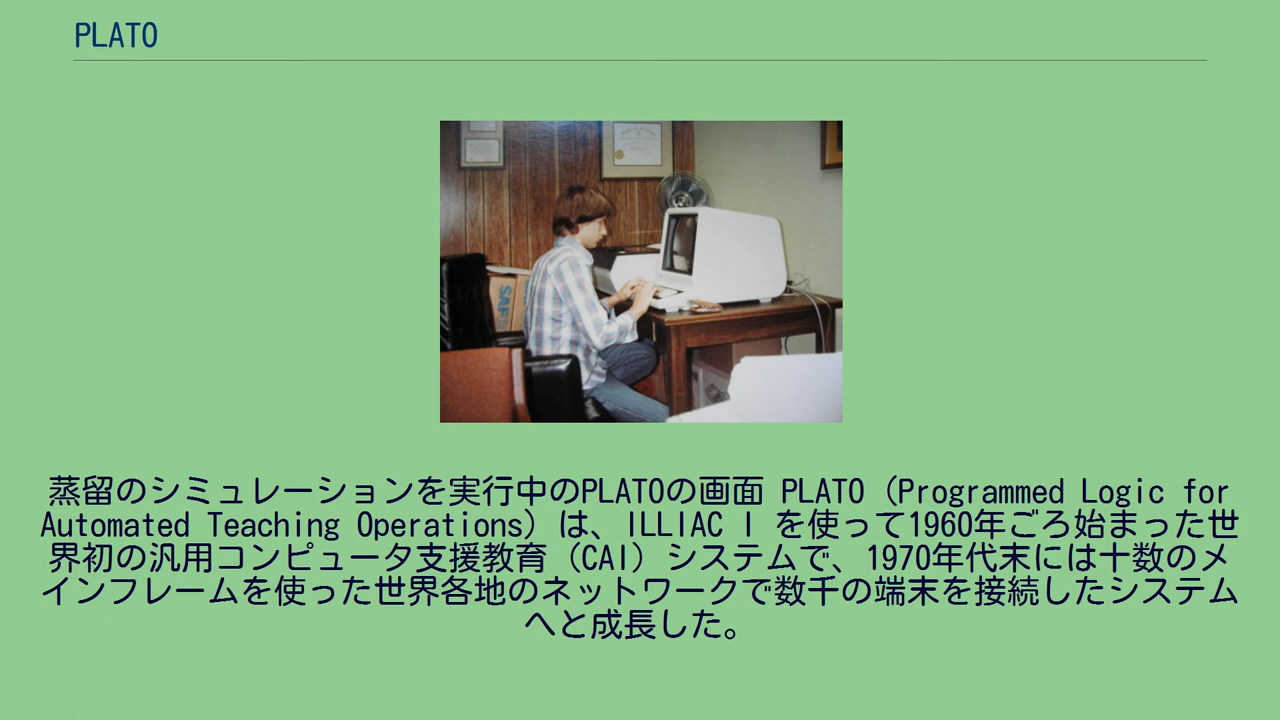 PLATO
SAF
蒸留のシミュレーションを実行中のPLATOの画面 PLATO (Programmed Logic for
Automated Teaching Operations) は、ILLIAC I を使って1960年ごろ始まった世
界初の汎用コンピュータ支援教育 (CAI) システムで、1970年代末には十数のメ
インフレームを使った世界各地のネットワークで数千の端末を接続したシステム
へと成長した。